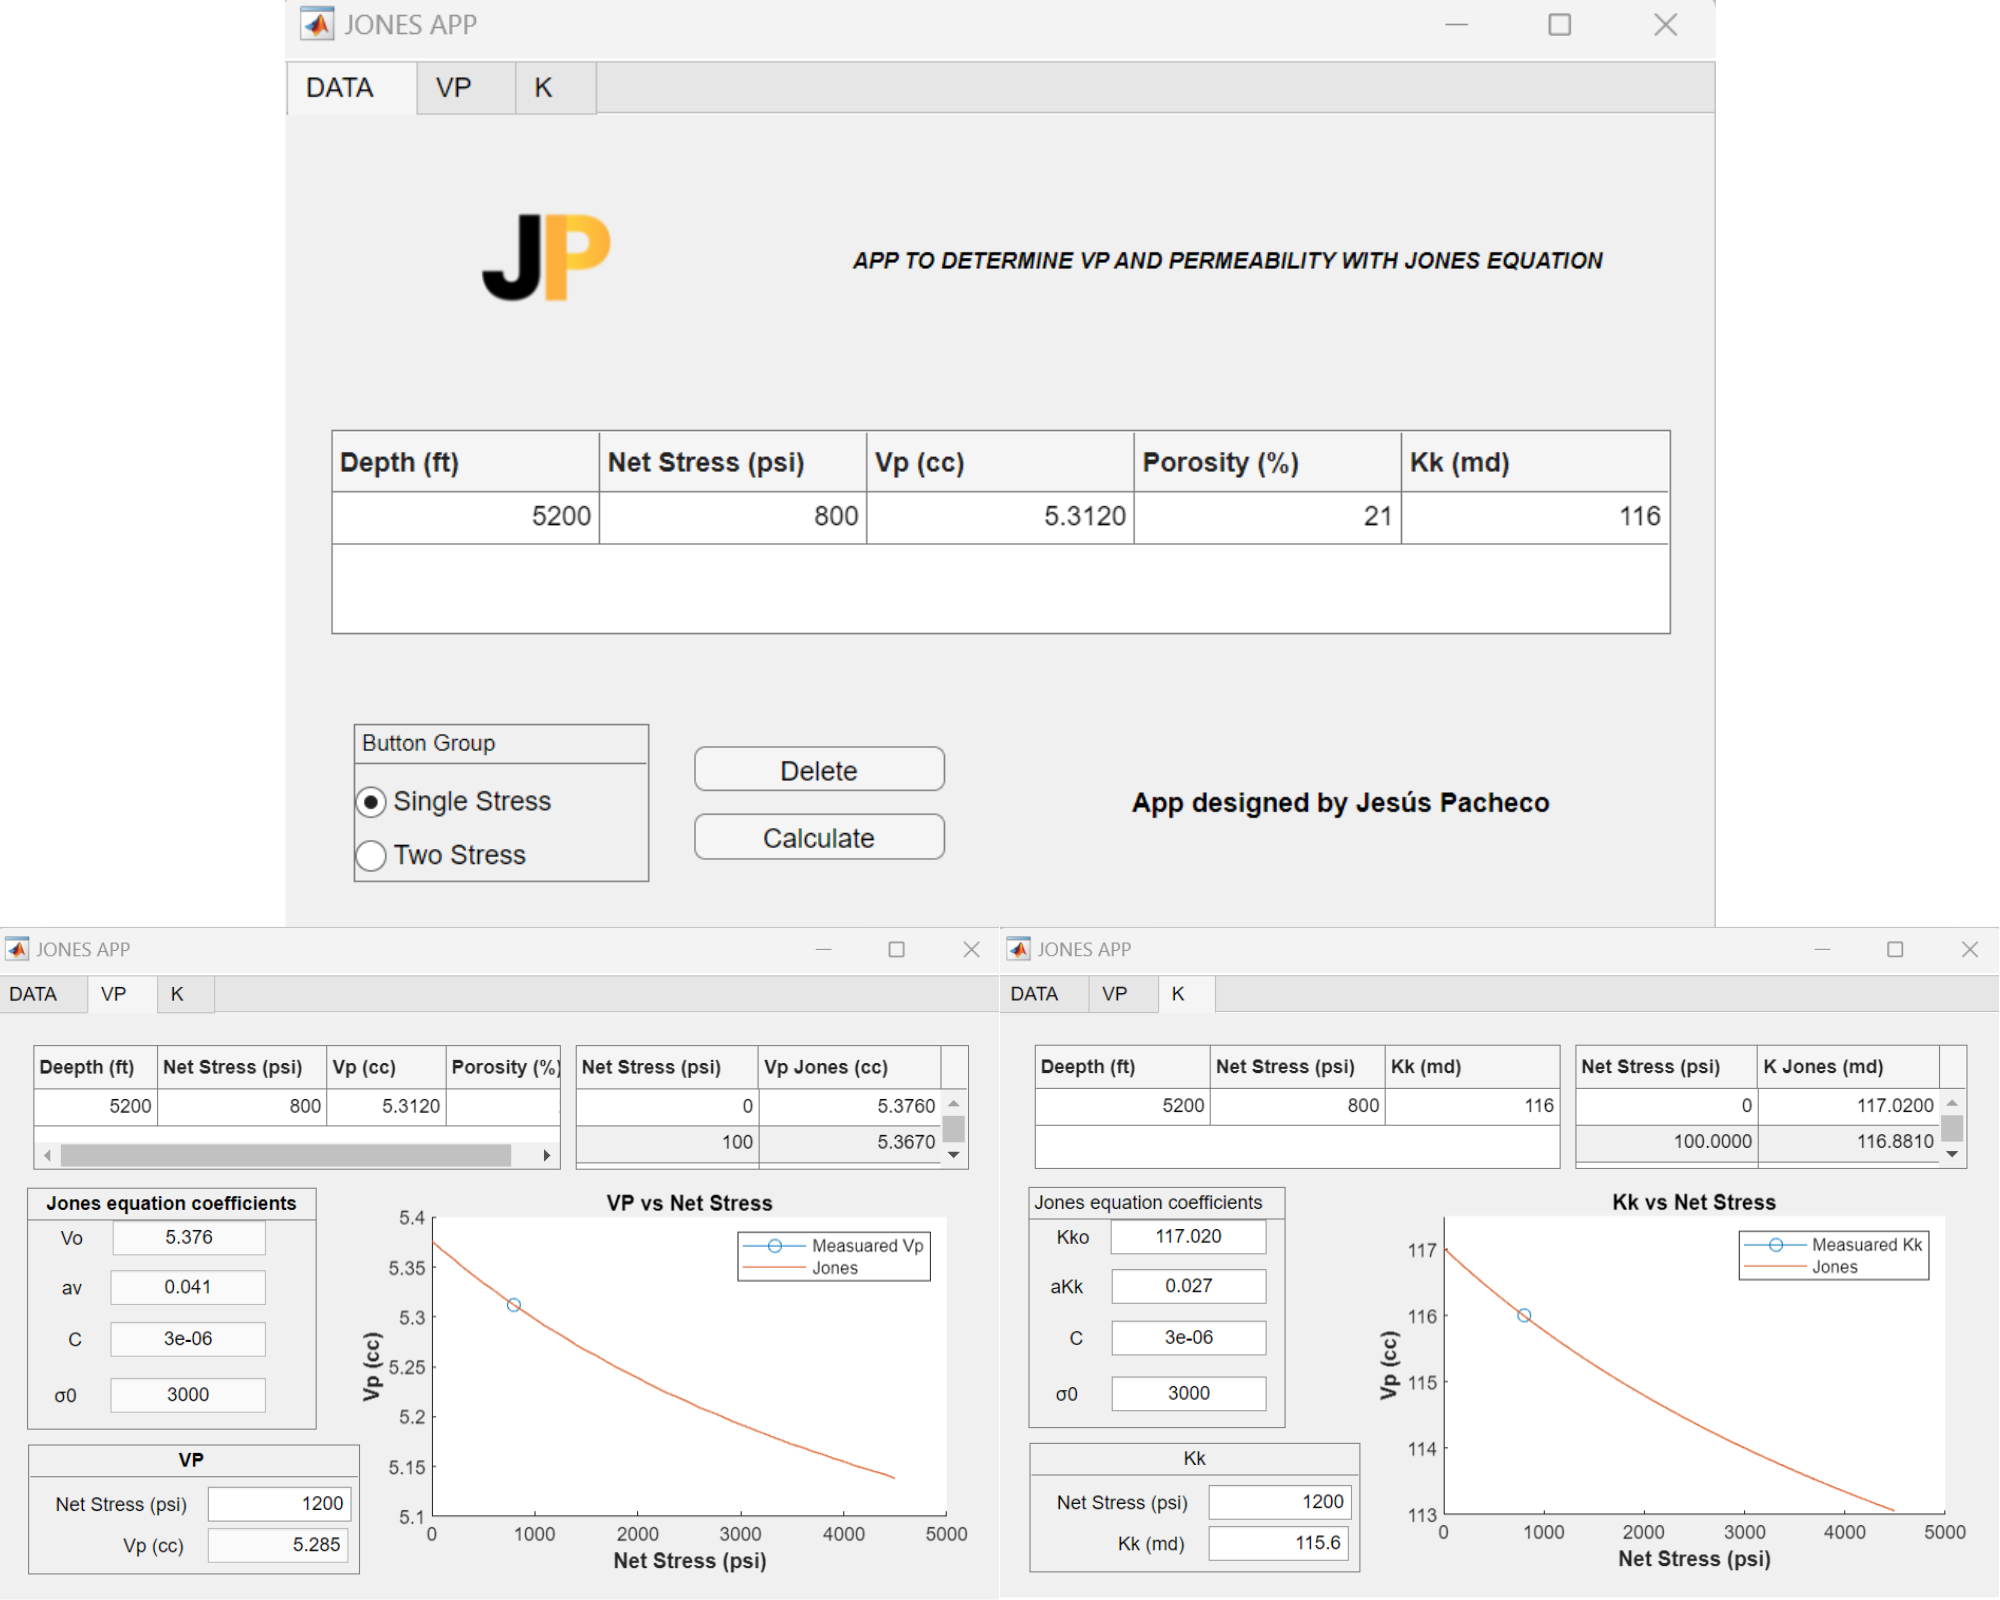 JONES APP
DATA VP K
JP
APP TO DETERMINE VP AND PERMEABILITY WITH JONES EQUATION
Depth (ft) Net Stress (psi) Vp (cc) Porosity (%) Kk (md)
5200 800 5.3120 21 116
Button Group
Single Stress
Two Stress
Delete
Calculate
App designed by Jesús Pacheco
JONES APP
DATA VP K
Deepth (ft) Net Stress (psi) Vp (cc) Porosity (%)
5200 800 5.3120
Net Stress (psi) Vp Jones (cc)
0 5.3760
100 5.3670
Jones equation coefficients
Vo 5.376
av 0.041
C 3e-06
σ0 3000
VP
Net Stress (psi) 1200
Vp (cc) 5.285
VP vs Net Stress
Measuared Vp
Jones
Vp (cc)
5.4
5.35
5.3
5.25
5.2
5.15
5.1
0 1000 2000 3000 4000 5000
Net Stress (psi)
JONES APP
DATA VP K
Deepth (ft) Net Stress (psi) Kk (md)
5200 800 116
Net Stress (psi) K Jones (md)
0 117.0200
100.0000 116.8810
Jones equation coefficients
Kko 117.020
aKk 0.027
C 3e-06
σ0 3000
Kk
Net Stress (psi) 1200
Kk (md) 115.6
Kk vs Net Stress
Measuared Kk
Jones
Vp (cc)
117
116
115
114
113
0 1000 2000 3000 4000 5000
Net Stress (psi)